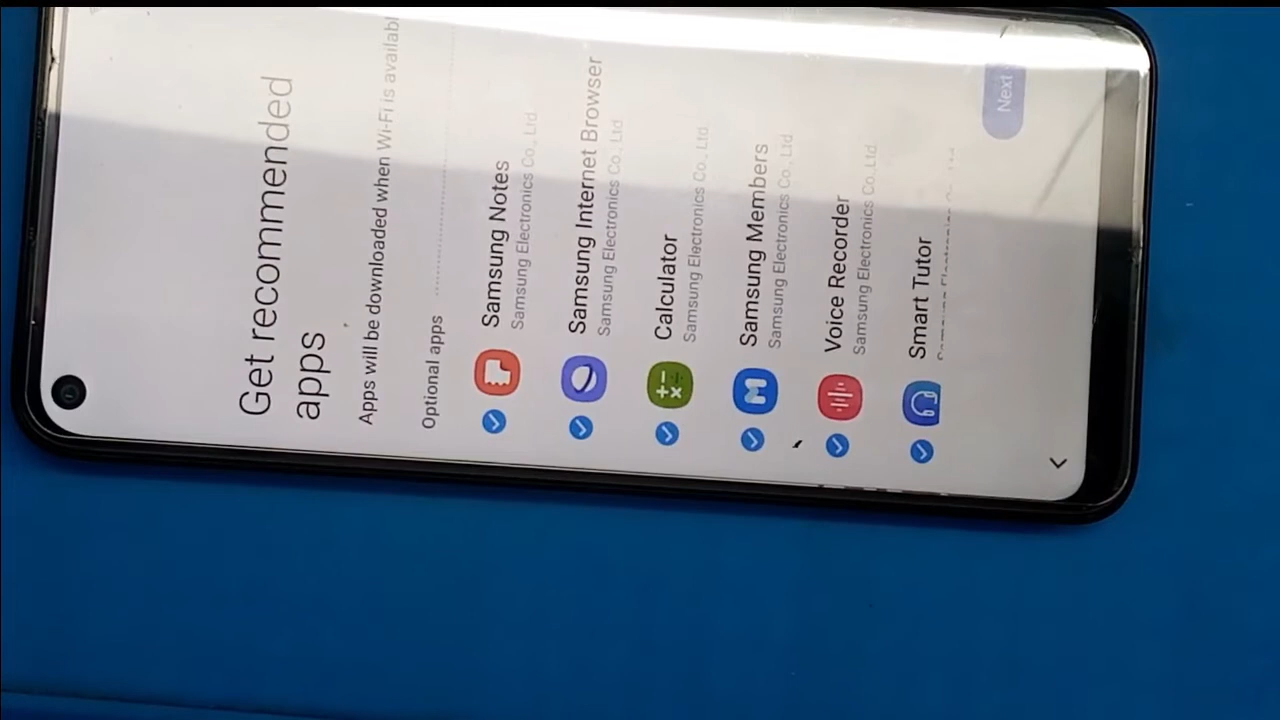 Get recommended
apps
Apps will be downloaded when Wi-Fi is availabl
Optional apps
Samsung Notes
Samsung Electronics Co., Ltd
Samsung Internet Browser
Samsung Electronics Co., Ltd
Calculator
Samsung Electronics Co., Ltd
Samsung Members
Samsung Electronics Co., Ltd
Voice Recorder
Samsung Electronics Co., Ltd
Smart Tutor
Next